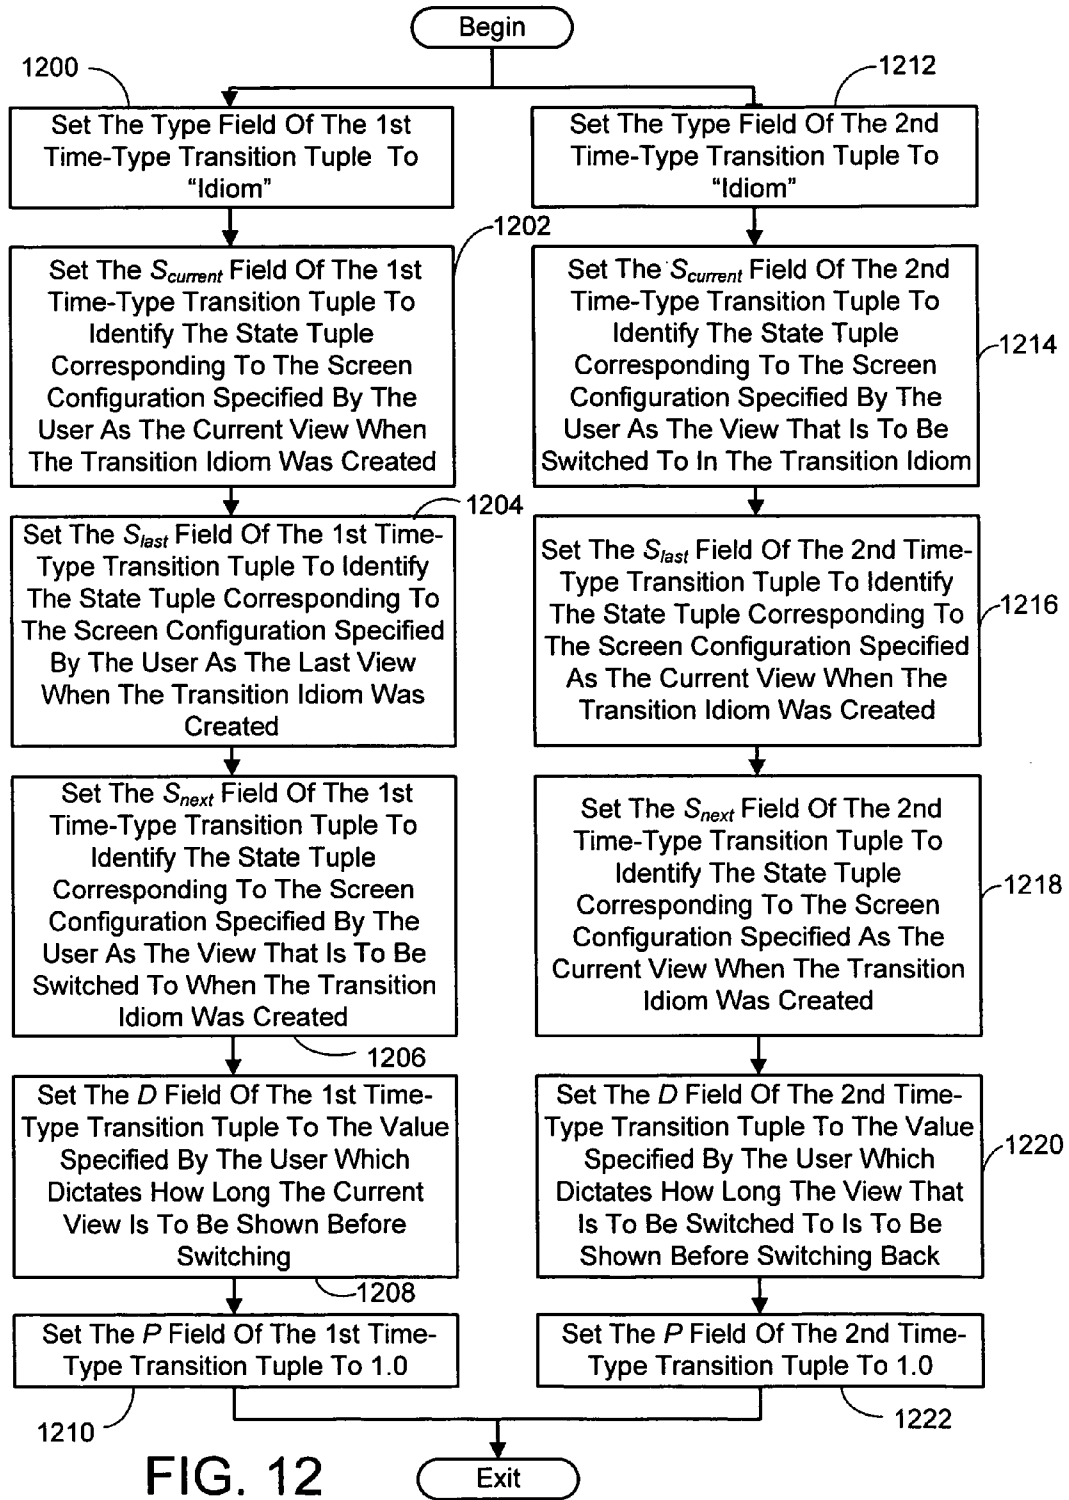 Begin
1200
Set The Type Field Of The 1st
Time-Type Transition Tuple To
“Idiom”
1202
Set The Scurrent Field Of The 1st
Time-Type Transition Tuple To
Identify The State Tuple
Corresponding To The Screen
Configuration Specified By The
User As The Current View When
The Transition Idiom Was Created
1204
Set The Slast Field Of The 1st Time-
Type Transition Tuple To Identify
The State Tuple Corresponding To
The Screen Configuration Specified
By The User As The Last View
When The Transition Idiom Was
Created
Set The Snext Field Of The 1st
Time-Type Transition Tuple To
Identify The State Tuple
Corresponding To The Screen
Configuration Specified By The
User As The View That Is To Be
Switched To When The Transition
Idiom Was Created
1206
Set The D Field Of The 1st Time-
Type Transition Tuple To The Value
Specified By The User Which
Dictates How Long The Current
View Is To Be Shown Before
Switching
1208
Set The P Field Of The 1st Time-
Type Transition Tuple To 1.0
1210
1212
Set The Type Field Of The 2nd
Time-Type Transition Tuple To
“Idiom”
Set The Scurrent Field Of The 2nd
Time-Type Transition Tuple To
Identify The State Tuple
Corresponding To The Screen
Configuration Specified By The
User As The View That Is To Be
Switched To In The Transition Idiom
1214
Set The Slast Field Of The 2nd Time-
Type Transition Tuple To Identify
The State Tuple Corresponding To
The Screen Configuration Specified
As The Current View When The
Transition Idiom Was Created
1216
Set The Snext Field Of The 2nd
Time-Type Transition Tuple To
Identify The State Tuple
Corresponding To The Screen
Configuration Specified As The
Current View When The Transition
Idiom Was Created
1218
Set The D Field Of The 2nd Time-
Type Transition Tuple To The Value
Specified By The User Which
Dictates How Long The View That
Is To Be Switched To Is To Be
Shown Before Switching Back
1220
Set The P Field Of The 2nd Time-
Type Transition Tuple To 1.0
1222
Exit
FIG. 12